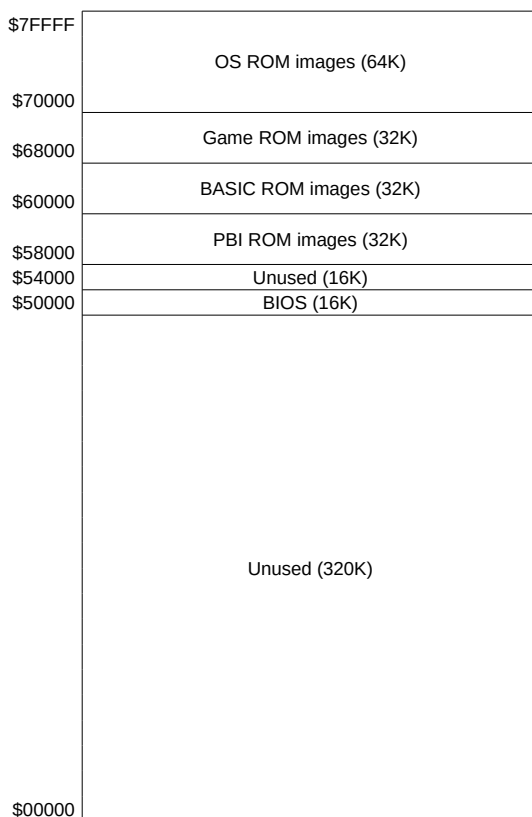 $7FFFF
OS ROM images (64K)
$70000
Game ROM images (32K)
$68000
BASIC ROM images (32K)
$60000
PBI ROM images (32K)
$58000
Unused (16K)
$54000
BIOS (16K)
$50000
Unused (320K)
$00000